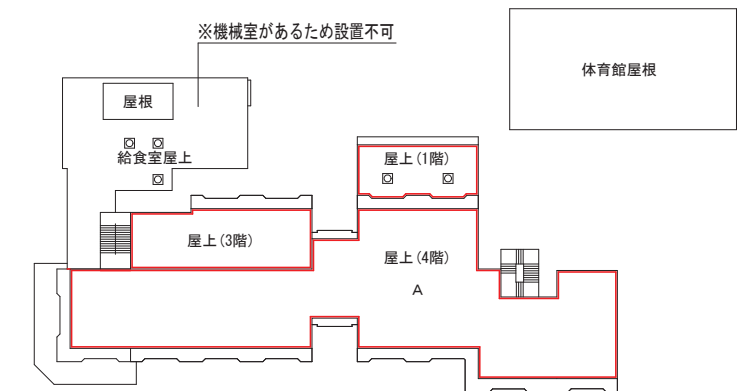 ※機械室があるため設置不可
体育館屋根
屋根
給食室屋上
屋上(1階)
屋上(3階)
屋上(4階)
A